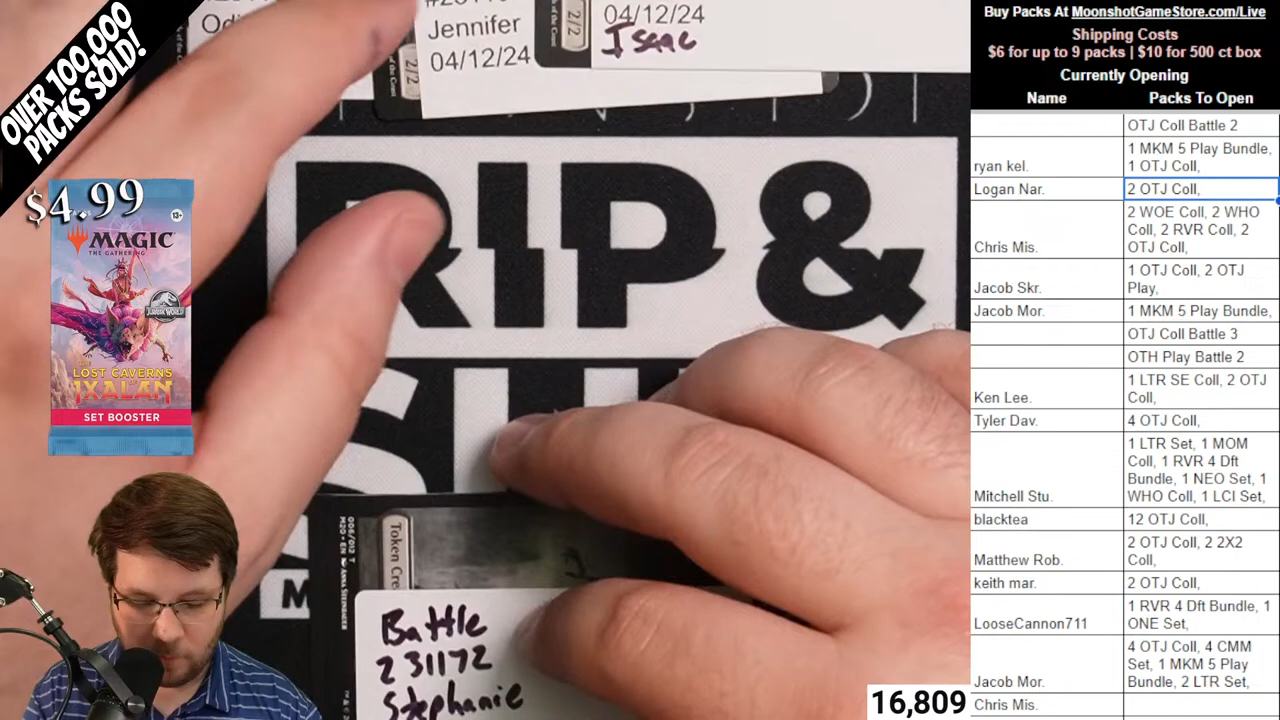 OVER 100,000
PACKS SOLD!
$4.99
13+
MAGIC
THE GATHERING
JURASSIC WORLD
THE
LOST CAVERNS
OF
IXALAN
SET BOOSTER
Jennifer
04/12/24
2/2
04/12/24
Isaac
2/2
RIP &
Token Cre
Battle
231172
Stephanie
16,809
Buy Packs At MoonshotGameStore.com/Live
Shipping Costs
$6 for up to 9 packs | $10 for 500 ct box
Currently Opening
Name Packs To Open
OTJ Coll Battle 2
ryan kel. 1 MKM 5 Play Bundle,
1 OTJ Coll,
Logan Nar. 2 OTJ Coll,
Chris Mis. 2 WOE Coll, 2 WHO
Coll, 2 RVR Coll, 2
OTJ Coll,
Jacob Skr. 1 OTJ Coll, 2 OTJ
Play,
Jacob Mor. 1 MKM 5 Play Bundle,
OTJ Coll Battle 3
OTH Play Battle 2
Ken Lee. 1 LTR SE Coll, 2 OTJ
Coll,
Tyler Dav. 4 OTJ Coll,
Mitchell Stu. 1 LTR Set, 1 MOM
Coll, 1 RVR 4 Dft
Bundle, 1 NEO Set, 1
WHO Coll, 1 LCI Set,
blacktea 12 OTJ Coll,
Matthew Rob. 2 OTJ Coll, 2 2X2
Coll,
keith mar. 2 OTJ Coll,
LooseCannon711 1 RVR 4 Dft Bundle, 1
ONE Set,
Jacob Mor. 4 OTJ Coll, 4 CMM
Set, 1 MKM 5 Play
Bundle, 2 LTR Set,
Chris Mis.